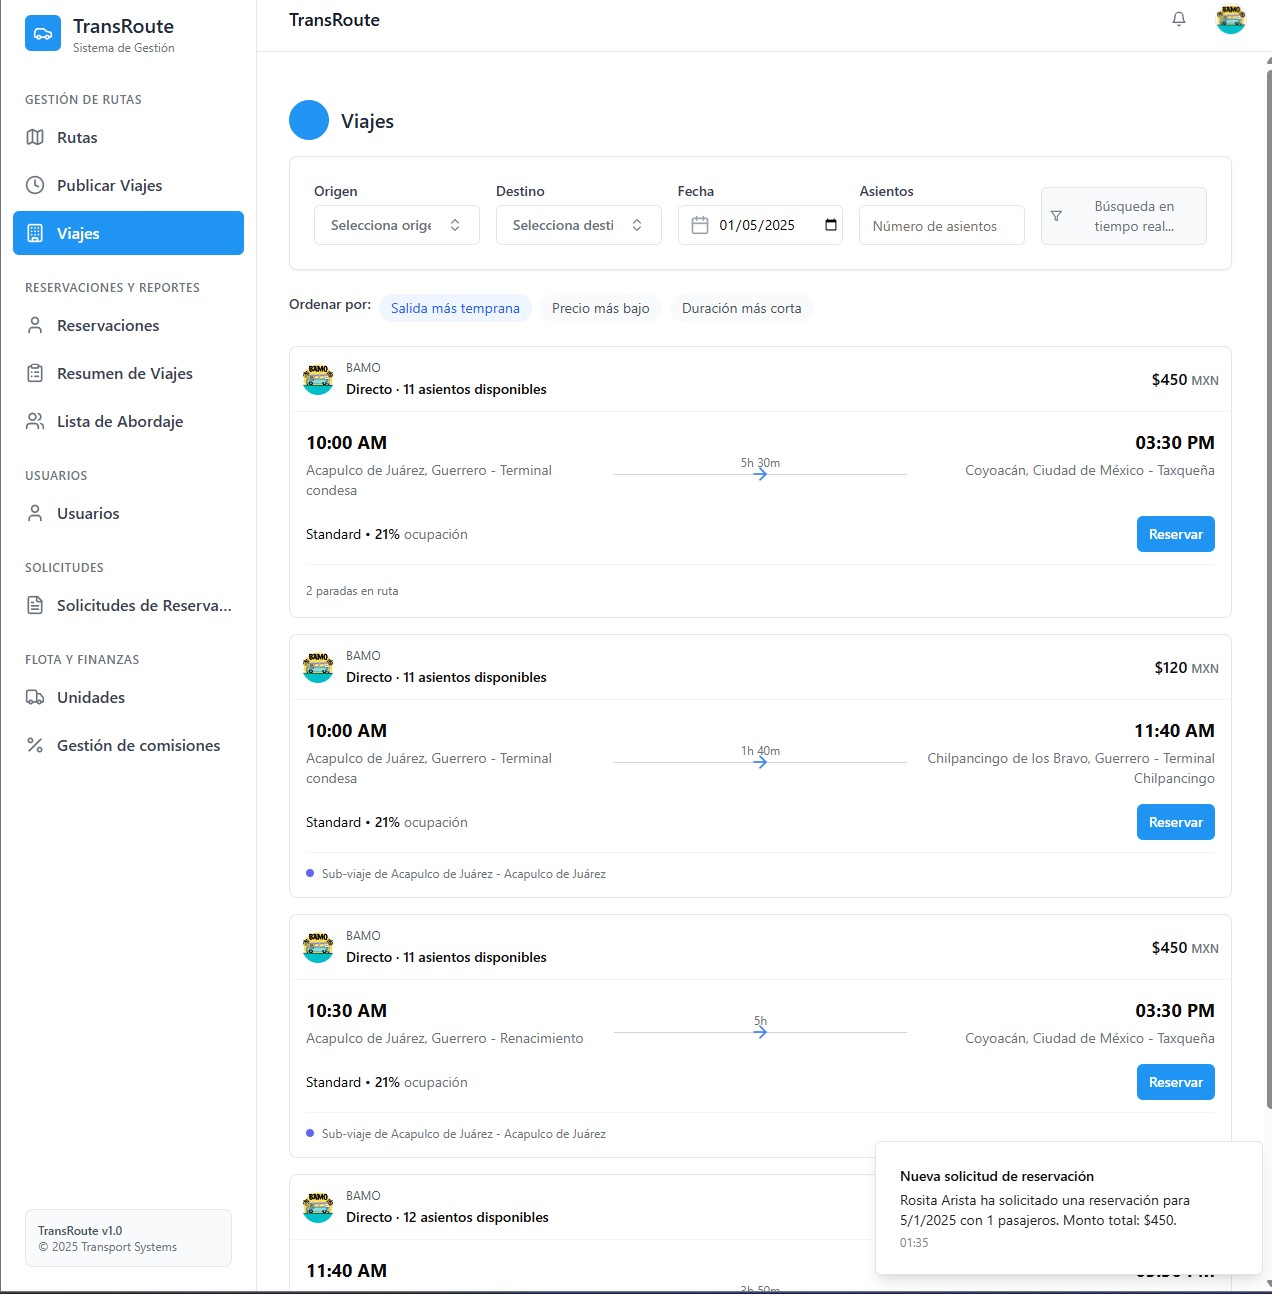 TransRoute
Sistema de Gestión
GESTIÓN DE RUTAS
Rutas
Publicar Viajes
Viajes
RESERVACIONES Y REPORTES
Reservaciones
Resumen de Viajes
Lista de Abordaje
USUARIOS
Usuarios
SOLICITUDES
Solicitudes de Reserva...
FLOTA Y FINANZAS
Unidades
Gestión de comisiones
TransRoute v1.0
© 2025 Transport Systems
TransRoute
BAMO
Viajes
Origen
Selecciona orige
Destino
Selecciona desti
Fecha
01/05/2025
Asientos
Número de asientos
Búsqueda en
tiempo real...
Ordenar por:
Salida más temprana
Precio más bajo
Duración más corta
BAMO
BAMO
Directo · 11 asientos disponibles
$450 MXN
10:00 AM
Acapulco de Juárez, Guerrero - Terminal
condesa
5h 30m
03:30 PM
Coyoacán, Ciudad de México - Taxqueña
Standard • 21% ocupación
Reservar
2 paradas en ruta
BAMO
BAMO
Directo · 11 asientos disponibles
$120 MXN
10:00 AM
Acapulco de Juárez, Guerrero - Terminal
condesa
1h 40m
11:40 AM
Chilpancingo de los Bravo, Guerrero - Terminal
Chilpancingo
Standard • 21% ocupación
Reservar
Sub-viaje de Acapulco de Juárez - Acapulco de Juárez
BAMO
BAMO
Directo · 11 asientos disponibles
$450 MXN
10:30 AM
Acapulco de Juárez, Guerrero - Renacimiento
5h
03:30 PM
Coyoacán, Ciudad de México - Taxqueña
Standard • 21% ocupación
Reservar
Sub-viaje de Acapulco de Juárez - Acapulco de Juárez
BAMO
BAMO
Directo · 12 asientos disponibles
11:40 AM
3h 50m
Nueva solicitud de reservación
Rosita Arista ha solicitado una reservación para
5/1/2025 con 1 pasajeros. Monto total: $450.
01:35